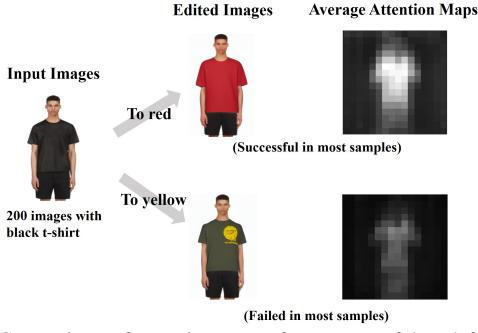 Edited Images
Average Attention Maps
Input Images
To red
(Successful in most samples)
To yellow
200 images with
black t-shirt
(Failed in most samples)